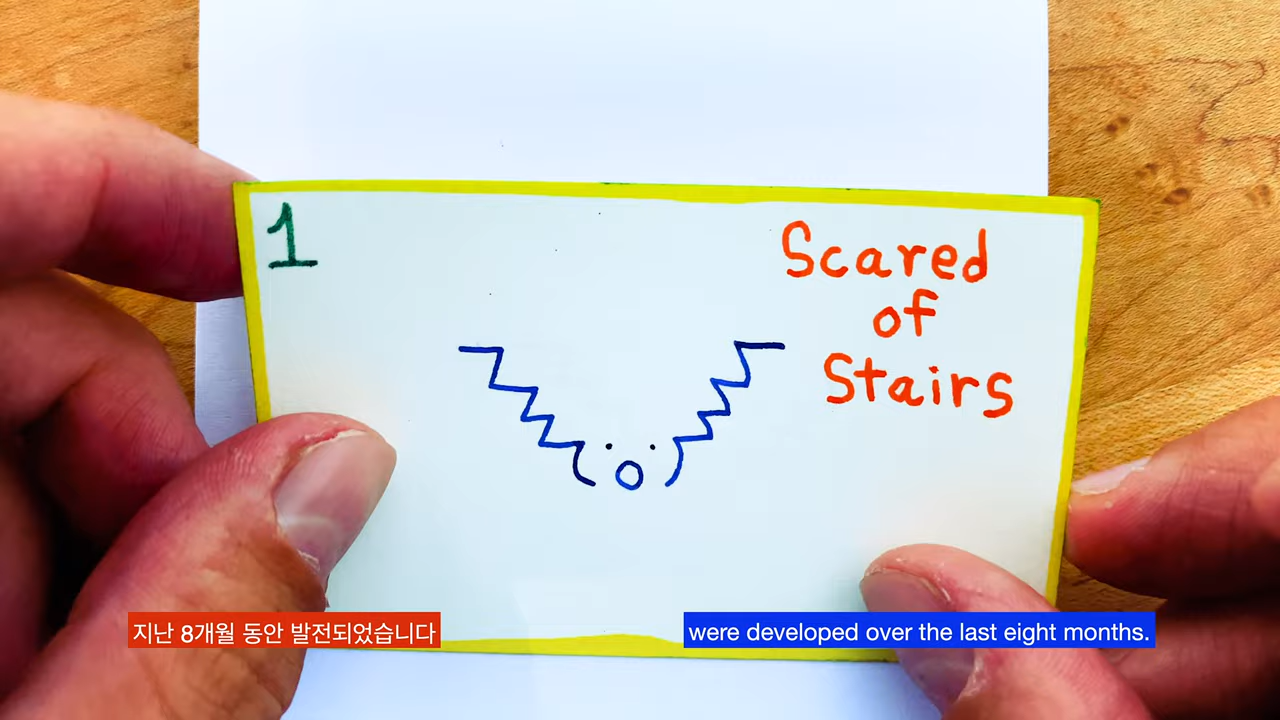 1
Scared
of
Stairs
지난 8개월 동안 발전되었습니다
were developed over the last eight months.